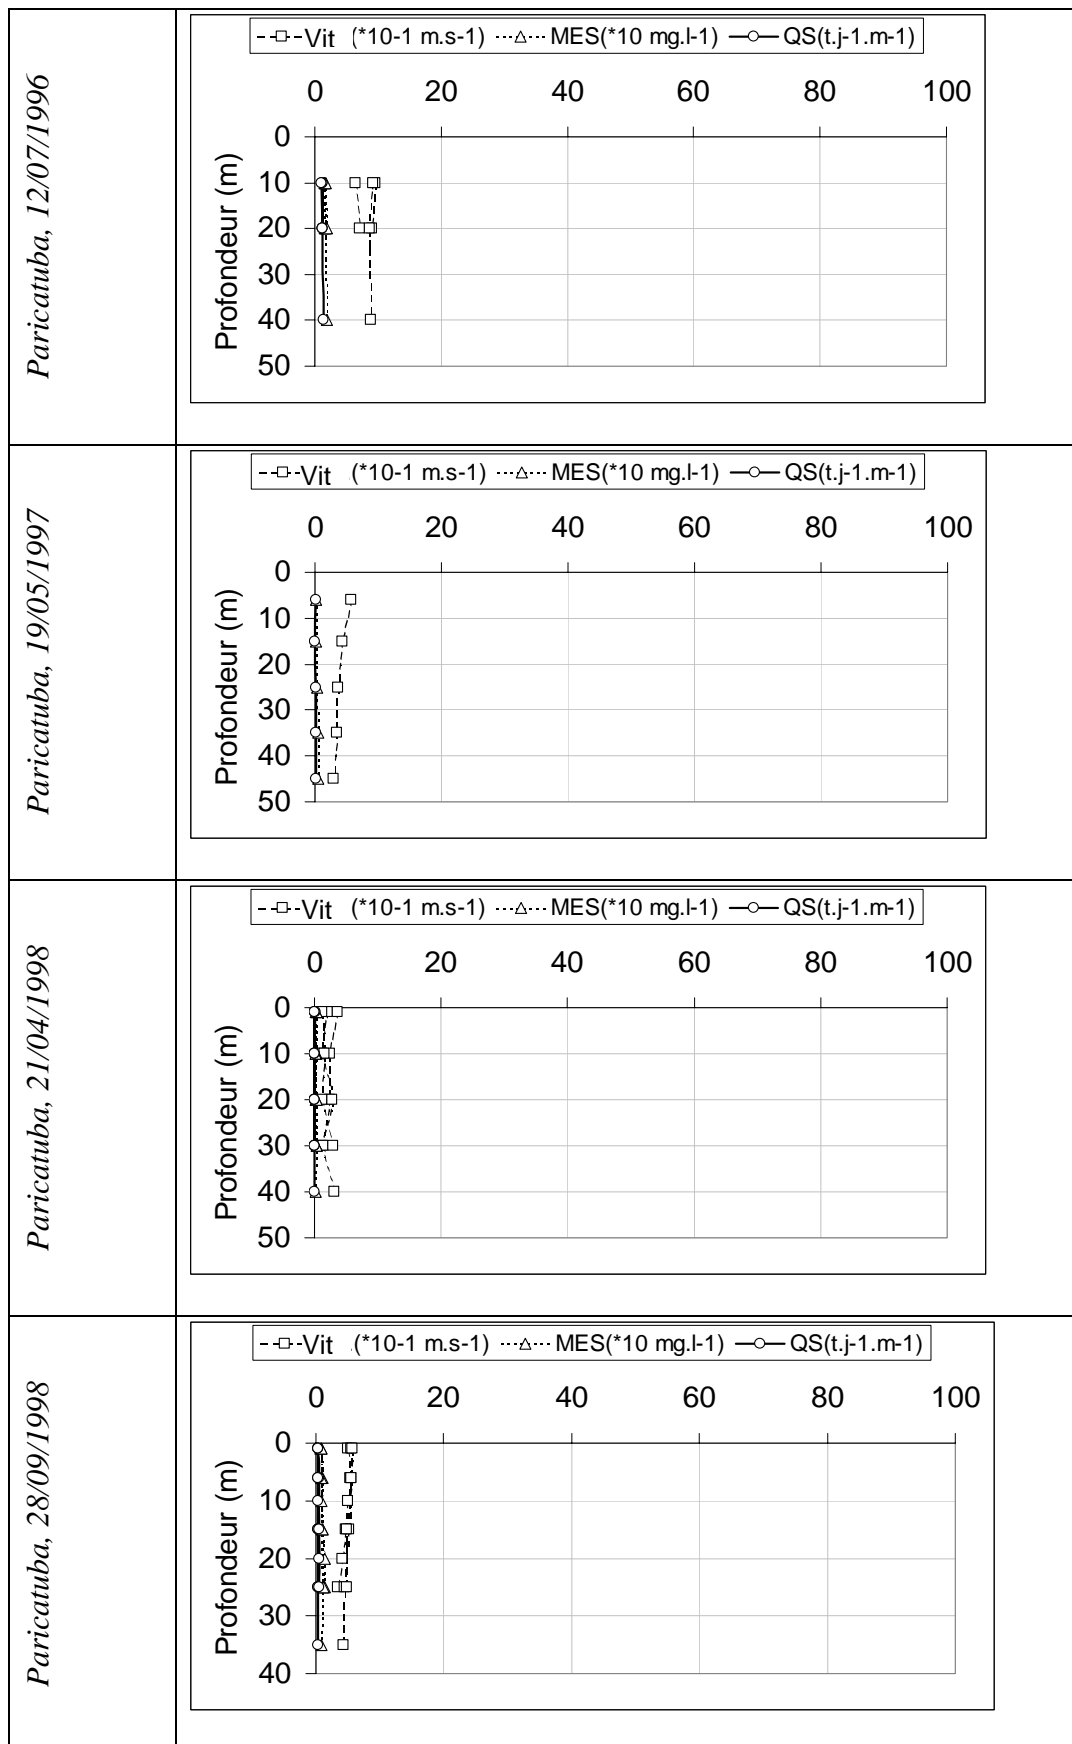 Paricatuba, 12/07/1996
Vit (*10-1 m.s-1) MES(*10 mg.l-1) QS(t.j-1.m-1)
0 20 40 60 80 100
Profondeur (m)
0
10
20
30
40
50
Paricatuba, 19/05/1997
Vit (*10-1 m.s-1) MES(*10 mg.l-1) QS(t.j-1.m-1)
0 20 40 60 80 100
Profondeur (m)
0
10
20
30
40
50
Paricatuba, 21/04/1998
Vit (*10-1 m.s-1) MES(*10 mg.l-1) QS(t.j-1.m-1)
0 20 40 60 80 100
Profondeur (m)
0
10
20
30
40
50
Paricatuba, 28/09/1998
Vit (*10-1 m.s-1) MES(*10 mg.l-1) QS(t.j-1.m-1)
0 20 40 60 80 100
Profondeur (m)
0
10
20
30
40